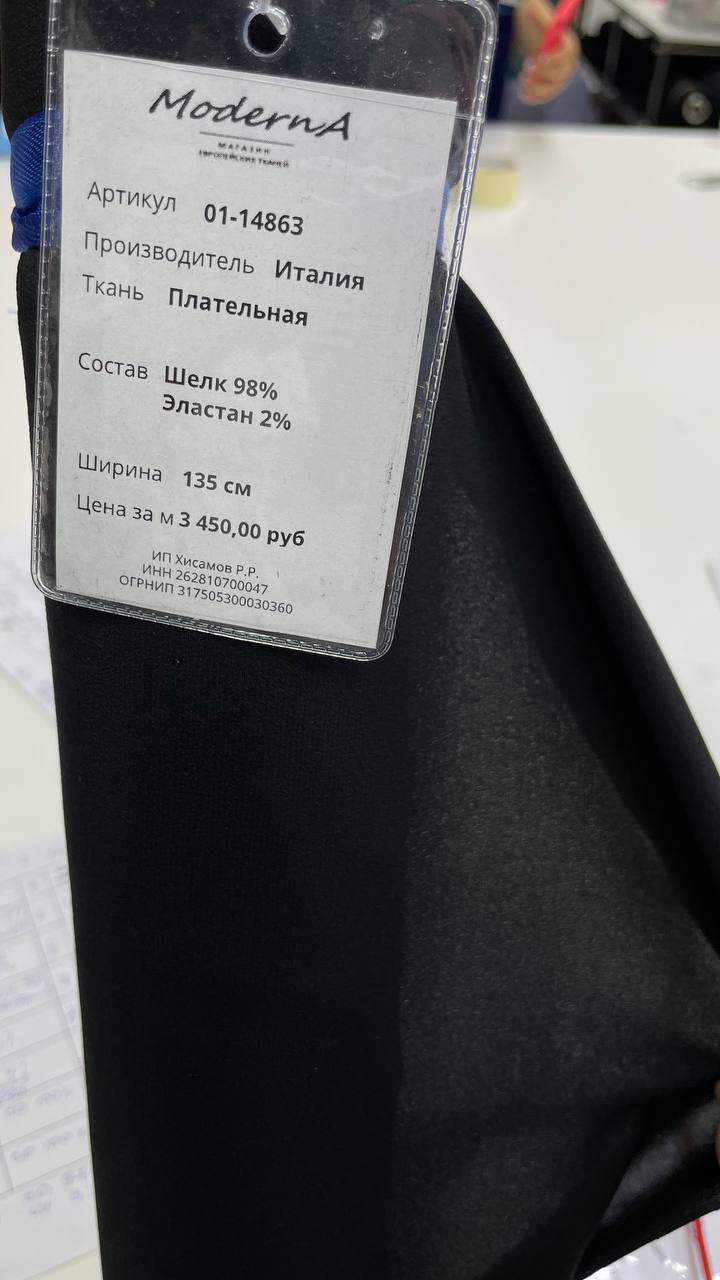 ModernA
МАГАЗИН
ЕВРОПЕЙСКИХ ТКАНЕЙ
Артикул 01-14863
Производитель Италия
Ткань Плательная
Состав Шелк 98%
Эластан 2%
Ширина 135 см
Цена за м 3 450,00 руб
ИП Хисамов Р.Р.
ИНН 262810700047
ОГРНИП 317505300030360